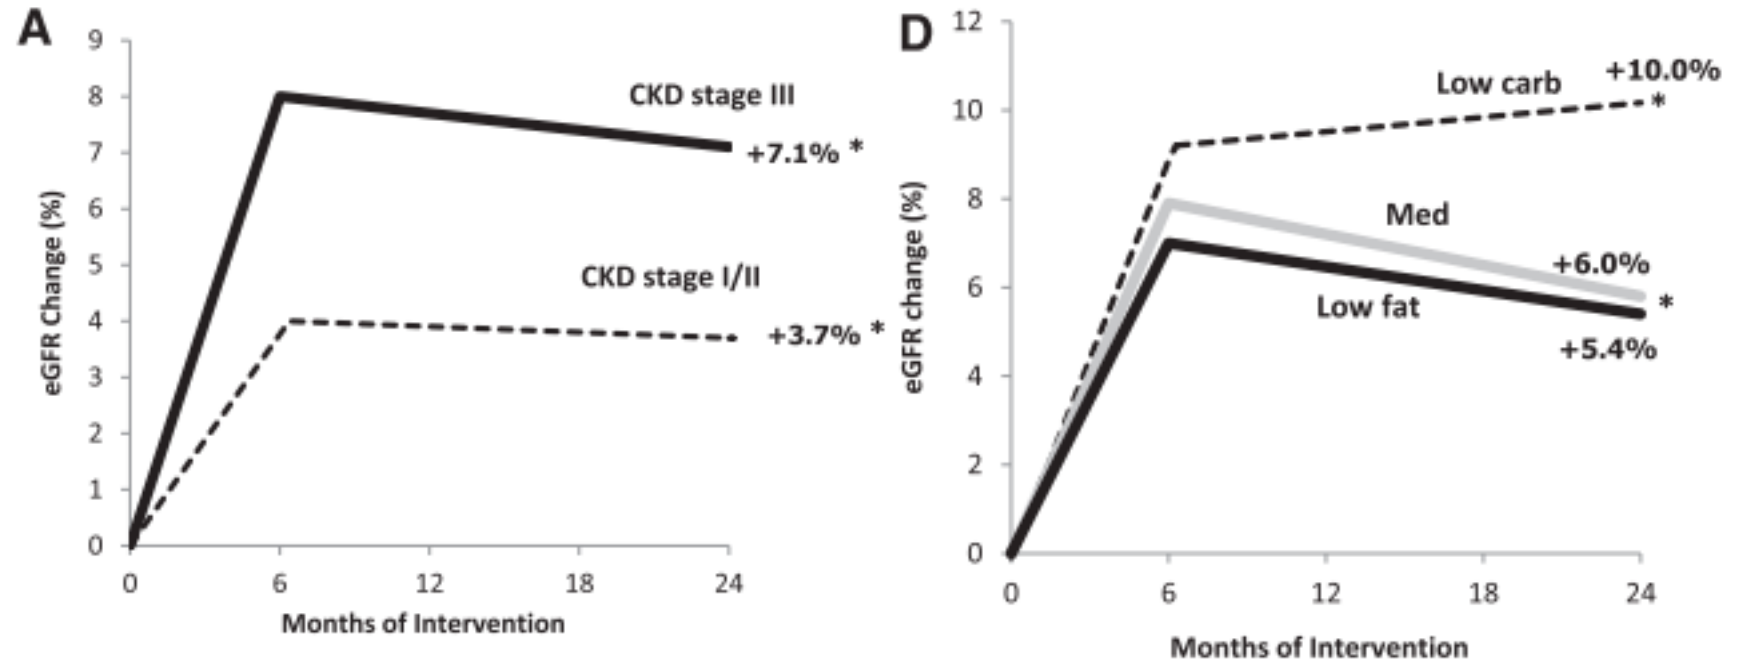 A
9
8
7
6
5
4
3
2
1
0
eGFR Change (%)
CKD stage III
+7.1% *
CKD stage I/II
+3.7% *
0 6 12 18 24
Months of Intervention
D
12
10
8
6
4
2
0
eGFR change (%)
Low carb
+10.0%
*
Med
+6.0%
*
Low fat
+5.4%
0 6 12 18 24
Months of Intervention